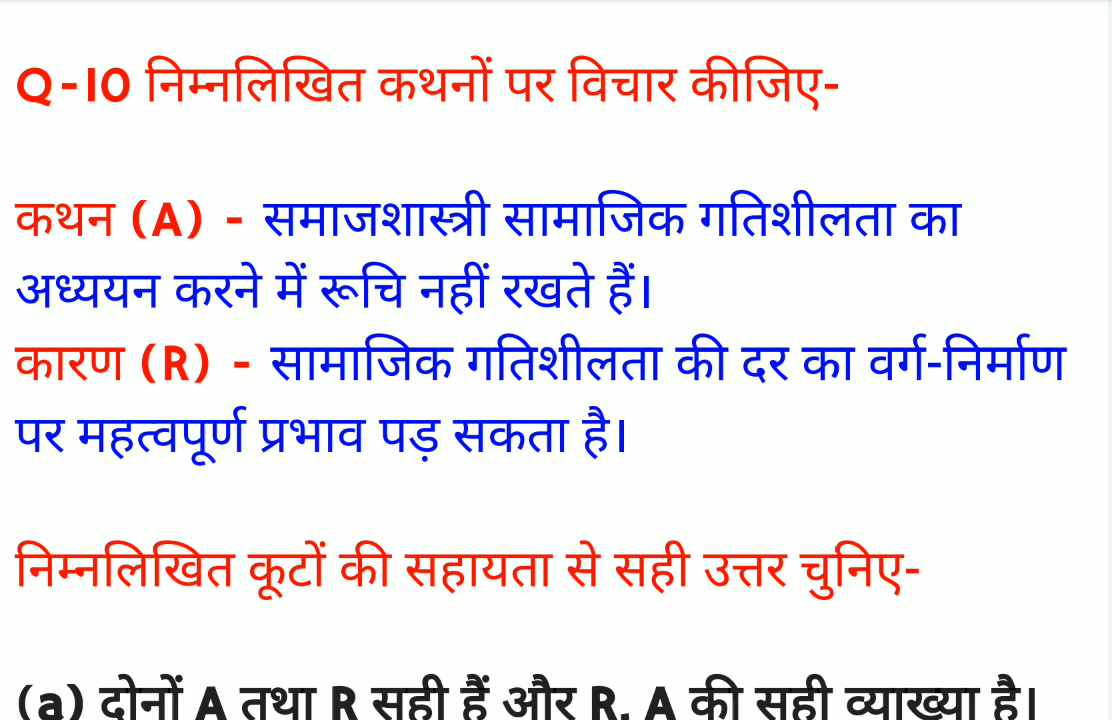 Q-10 निम्नलिखित कथनों पर विचार कीजिए-
कथन (A) - समाजशास्त्री सामाजिक गतिशीलता का
अध्ययन करने में रूचि नहीं रखते हैं।
कारण (R) - सामाजिक गतिशीलता की दर का वर्ग-निर्माण
पर महत्वपूर्ण प्रभाव पड़ सकता है।
निम्नलिखित कूटों की सहायता से सही उत्तर चुनिए-
(a) दोनों A तथा R सही हैं और R, A की सही व्याख्या है।